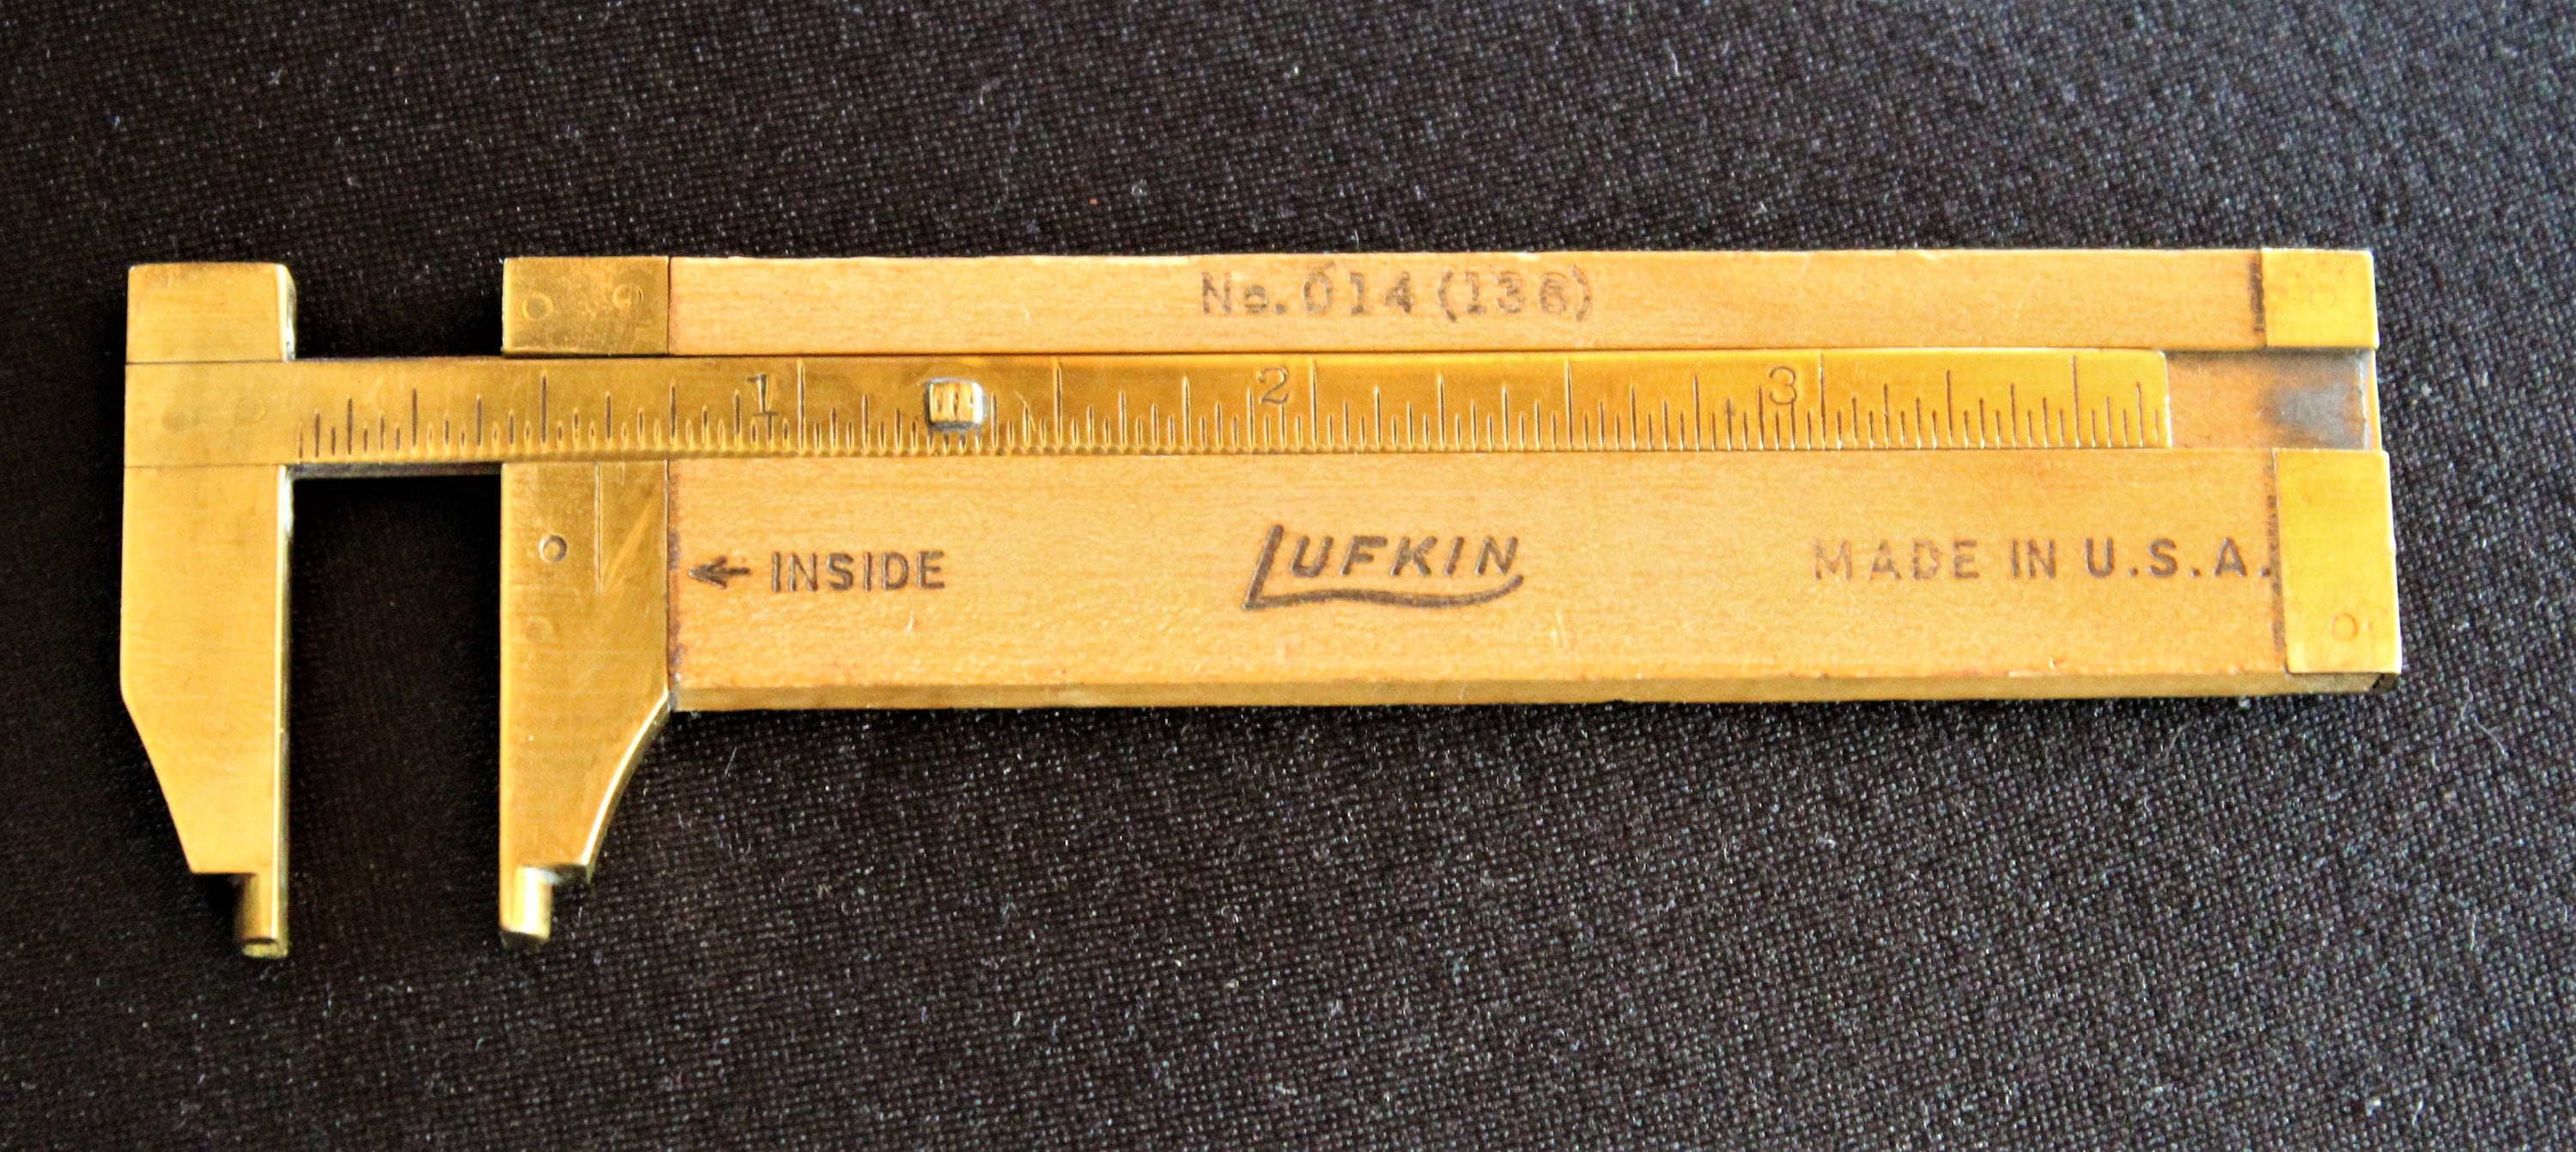 No. 014 (136)
1 2 3
← INSIDE LUFKIN MADE IN U.S.A.